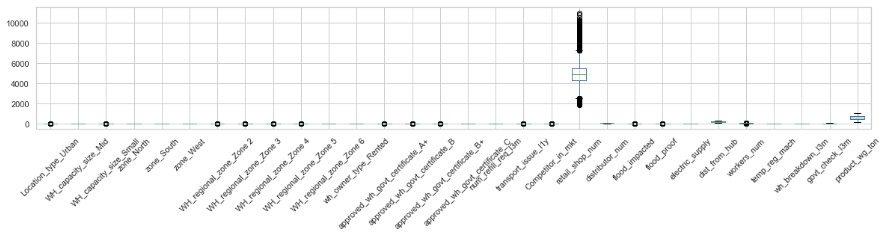 10000
8000
6000
4000
2000
0
Location_type_Urban
WH_capacity_size_Mid
WH_capacity_size_Small
zone_North
zone_South
zone_West
WH_regional_zone_Zone 2
WH_regional_zone_Zone 3
WH_regional_zone_Zone 4
WH_regional_zone_Zone 5
WH_regional_zone_Zone 6
wh_owner_type_Rented
approved_wh_govt_certificate_A+
approved_wh_govt_certificate_B
approved_wh_govt_certificate_B+
approved_wh_govt_certificate_C
num_refill_req_l3m
transport_issue_l1y
Competitor_in_mkt
retail_shop_num
distributor_num
flood_impacted
flood_proof
electric_supply
dist_from_hub
workers_num
temp_reg_mach
wh_breakdown_l3m
govt_check_l3m
product_wg_ton